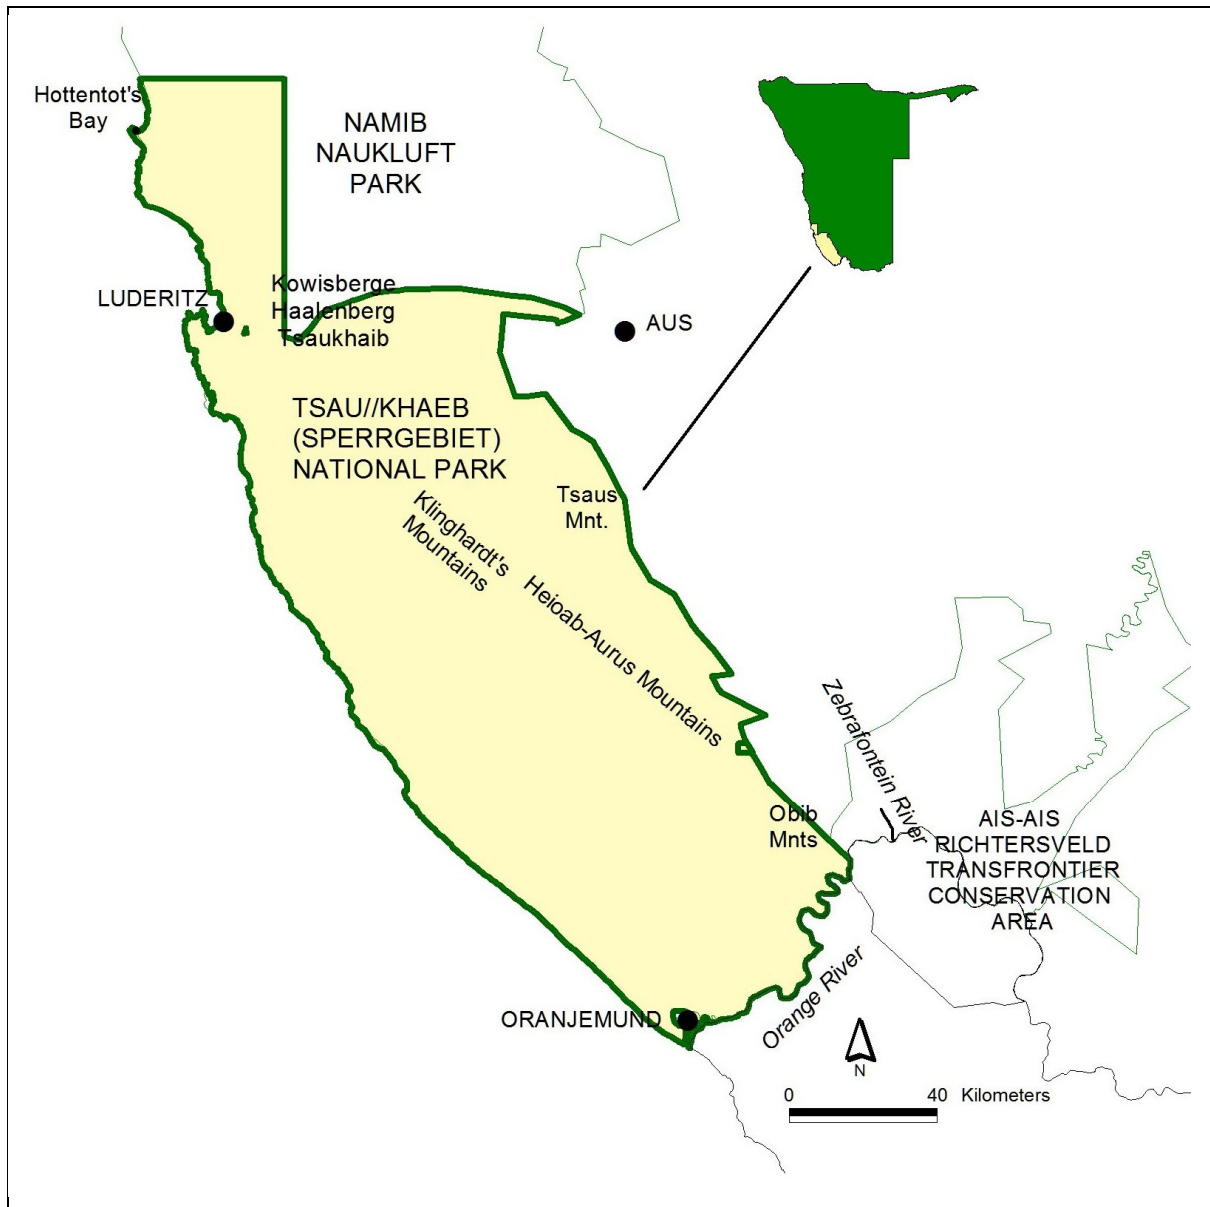 Hottentot's
Bay
NAMIB
NAUKLUFT
PARK
LUDERITZ
Kowisberge
Haalenberg
Tsaukhaib
AUS
TSAU//KHAEB
(SPERRGEBIET)
NATIONAL PARK
Tsaus
Mnt.
Klinghardt's
Mountains
Heioab-Aurus Mountains
Zebrafontein River
Obib
Mnts
AIS-AIS
RICHTERSVELD
TRANSFRONTIER
CONSERVATION
AREA
Orange River
ORANJEMUND
N
0 40 Kilometers